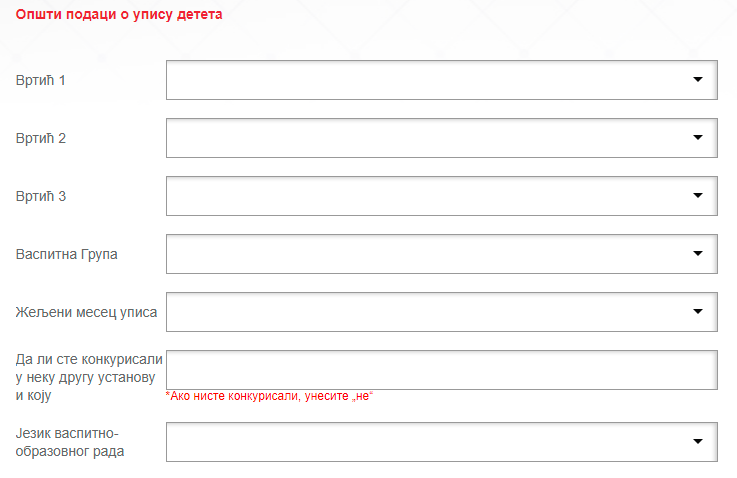 Општи подаци о упису детета
Вртић 1
Вртић 2
Вртић 3
Васпитна Група
Жељени месец уписа
Да ли сте конкурисали
у неку другу установу
и коју
*Ако нисте конкурисали, унесите „не“
Језик васпитно-
образовног рада